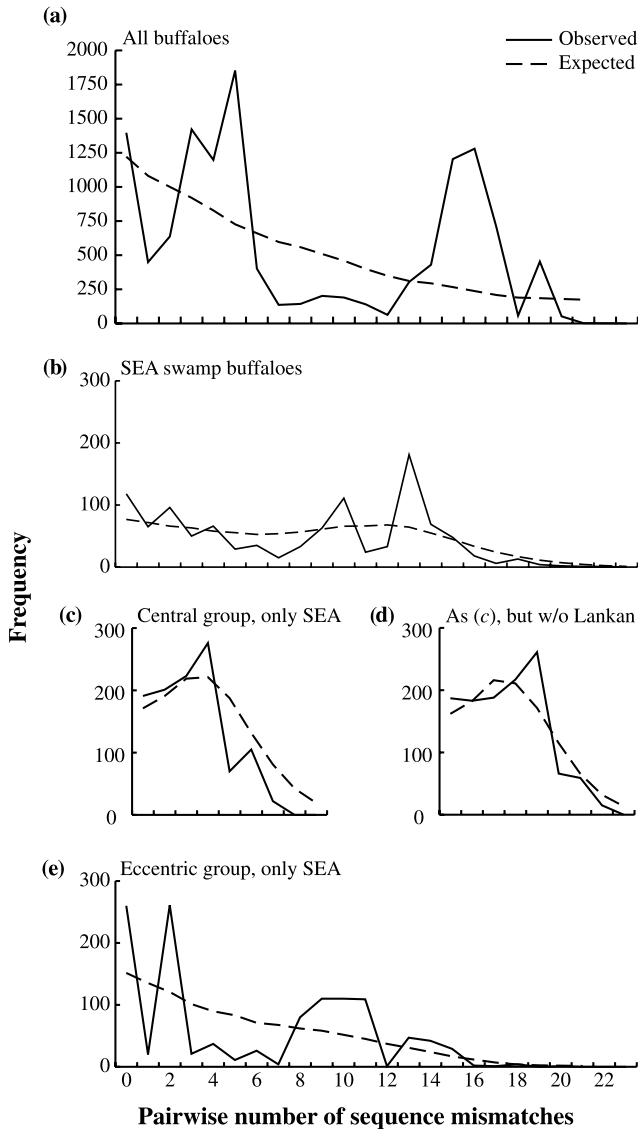 (a)
All buffaloes
Observed
Expected
2000
1750
1500
1250
1000
750
500
250
0
(b)
SEA swamp buffaloes
300
200
100
0
Frequency
(c)
Central group, only SEA
300
200
100
0
(d)
As (c), but w/o Lankan
300
200
100
0
(e)
Eccentric group, only SEA
300
200
100
0
0 2 4 6 8 10 12 14 16 18 20 22
Pairwise number of sequence mismatches